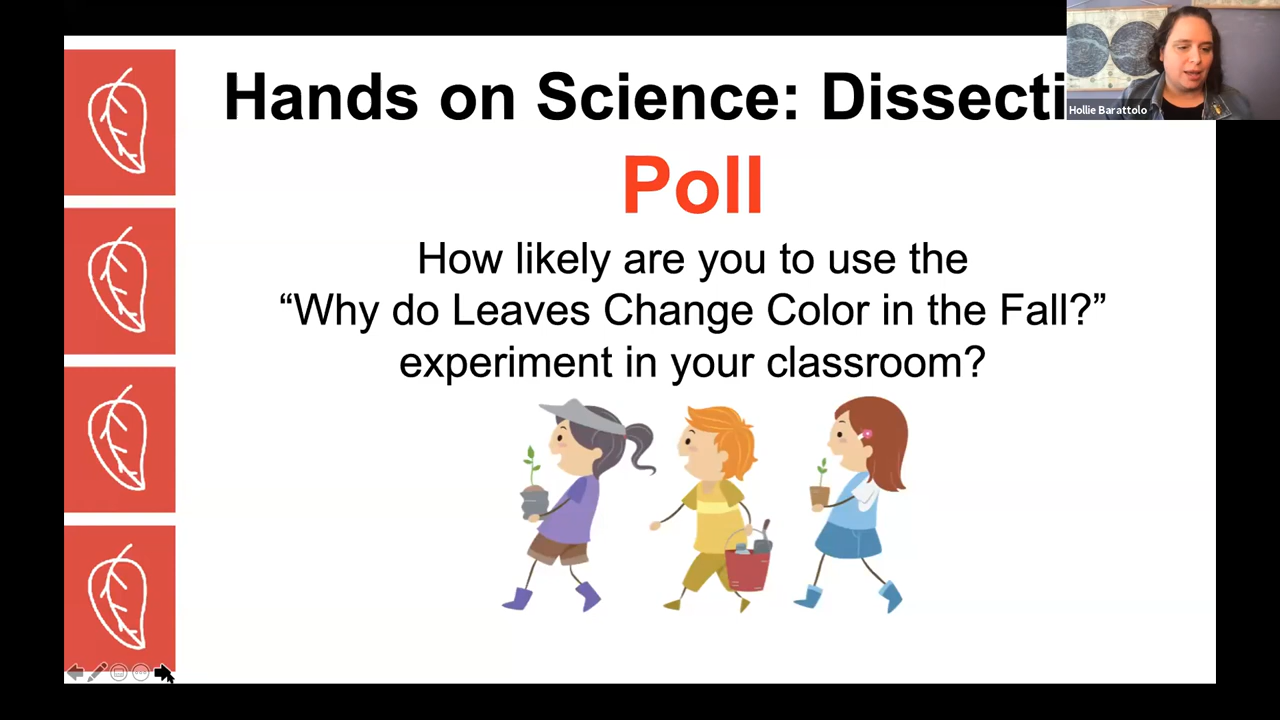 Hands on Science: Dissecti
Poll
How likely are you to use the
“Why do Leaves Change Color in the Fall?”
experiment in your classroom?
Hollie Barattolo